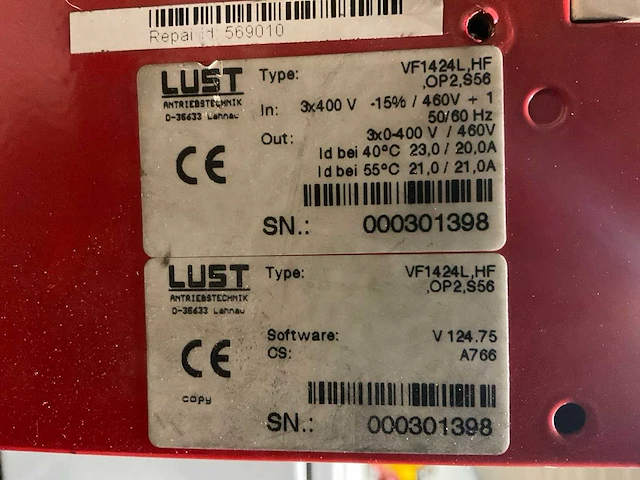 Repair id: 569010
LUST
ANTRIEBSTECHNIK
D-35633 Lahnau
CE
Type: VF1424L,HF
,OP2,S56
In: 3x400 V -15% / 460V + 1
50/60 Hz
Out: 3x0-400 V / 460V
Id bei 40°C 23,0 / 20,0A
Id bei 55°C 21,0 / 21,0A
SN.: 000301398
LUST
ANTRIEBSTECHNIK
D-35633 Lahnau
CE
copy
Type: VF1424L,HF
,OP2,S56
Software: V 124.75
CS: A766
SN.: 000301398